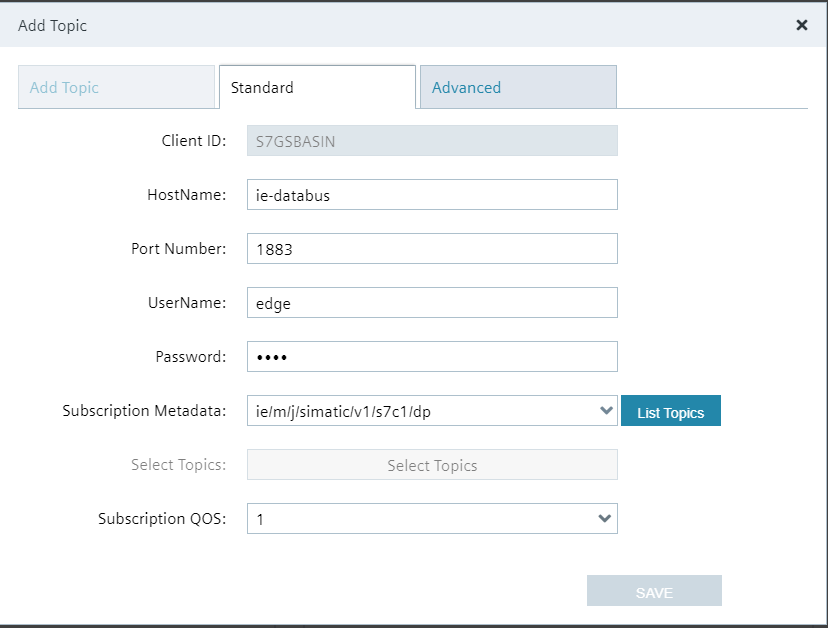 Add Topic
Add Topic Standard Advanced
Client ID: S7GSBASIN
HostName: ie-databus
Port Number: 1883
UserName: edge
Password: ••••
Subscription Metadata: ie/m/j/simatic/v1/s7c1/dp List Topics
Select Topics: Select Topics
Subscription QOS: 1
SAVE